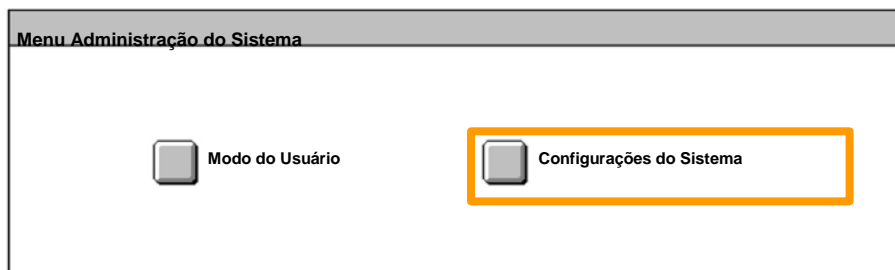 Menu Administração do Sistema
Modo do Usuário
Configurações do Sistema